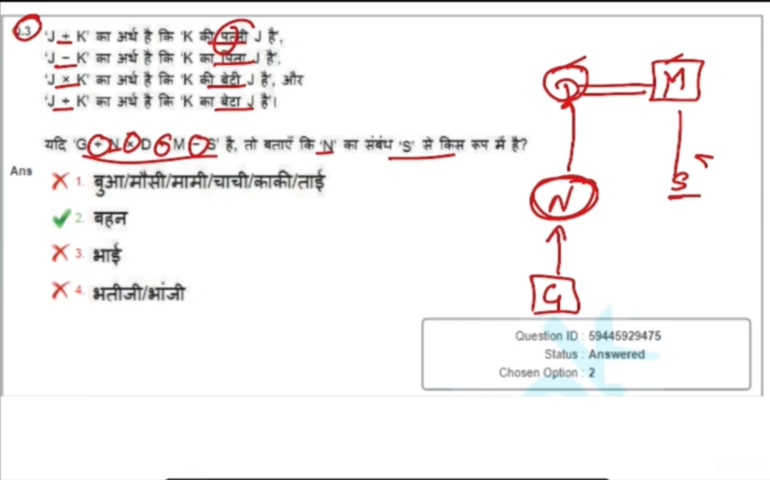 Q.3 'J + K' का अर्थ है कि 'K की पत्नी J है',
'J − K' का अर्थ है कि 'K का पिता J है',
'J × K' का अर्थ है कि 'K की बेटी J है', और
'J ÷ K' का अर्थ है कि 'K का बेटा J है'।
यदि 'G N D M − S' है, तो बताएँ कि 'N' का संबंध 'S' से किस रूप में है?
Ans
1. बुआ/मौसी/मामी/चाची/काकी/ताई
2. बहन
3. भाई
4. भतीजी/भांजी
D M
S
N
G
Question ID : 59445929475
Status : Answered
Chosen Option : 2